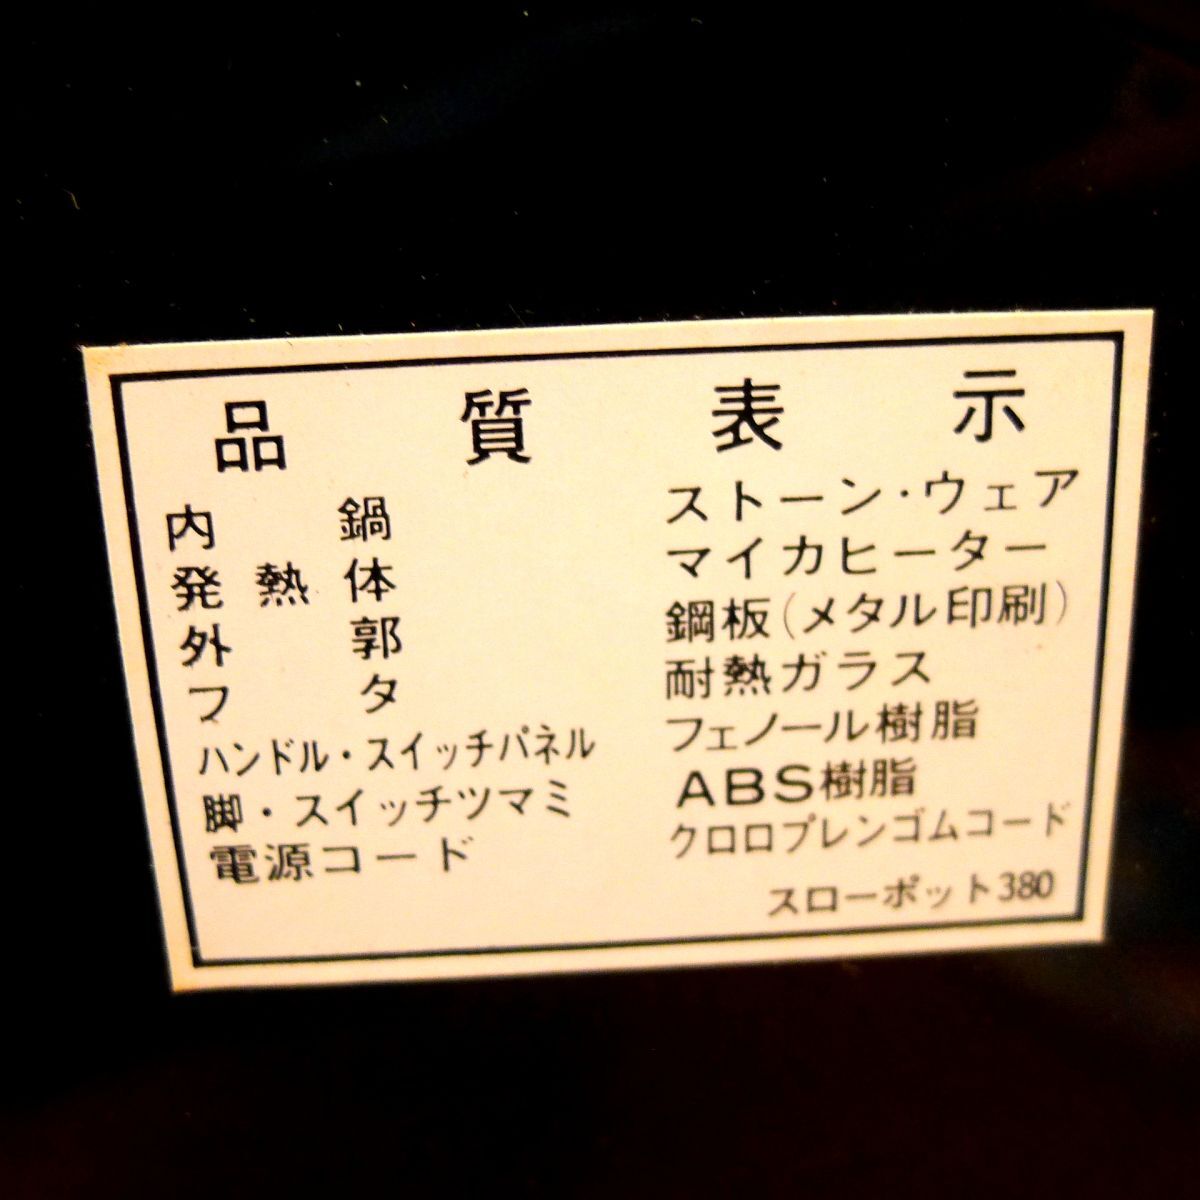 品質表示
内鍋 ストーン・ウェア
発熱体 マイカヒーター
外郭 鋼板(メタル印刷)
フタ 耐熱ガラス
ハンドル・スイッチパネル フェノール樹脂
脚・スイッチツマミ ABS樹脂
電源コード クロロプレンゴムコード
スローポット380